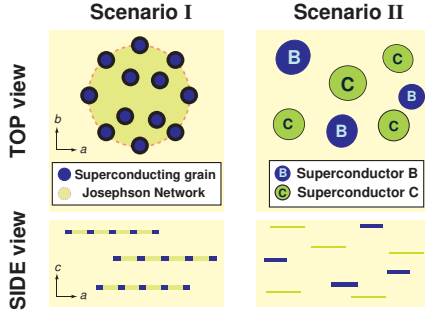 Scenario I
Scenario II
TOP view
b
a
B
C
C
B
C
B
C
Superconducting grain
Josephson Network
B Superconductor B
C Superconductor C
SIDE view
c
a